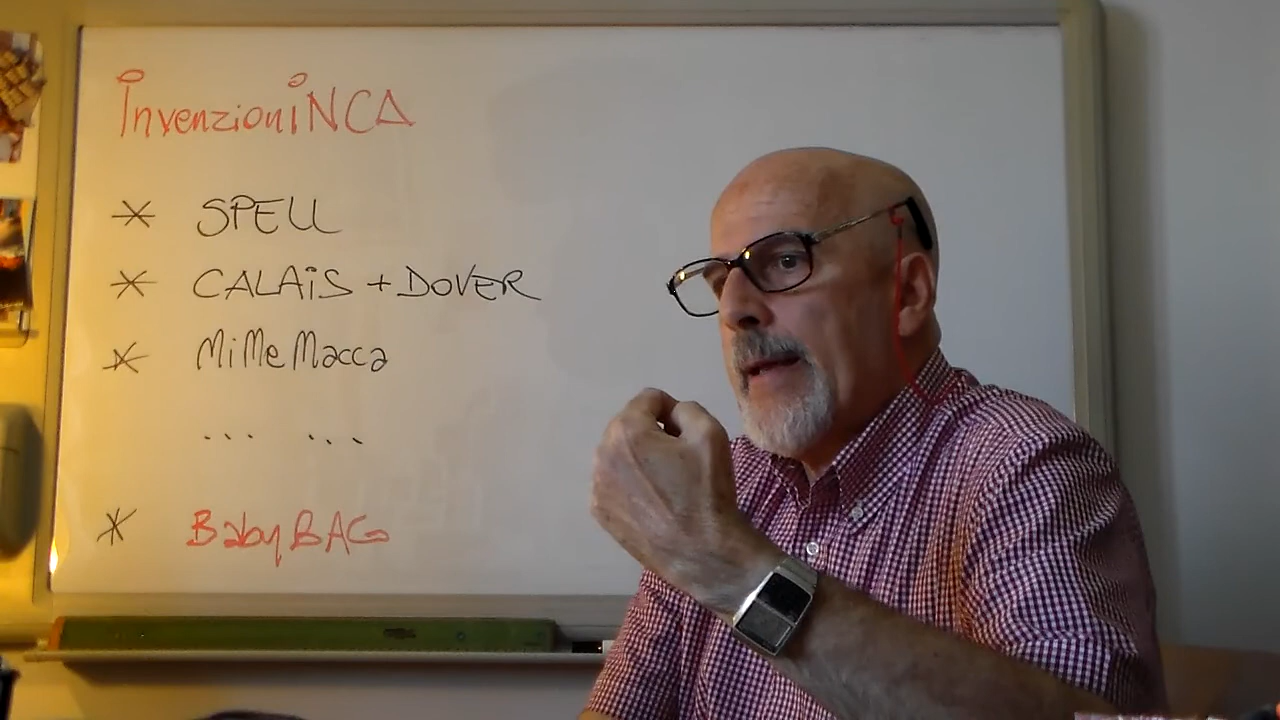 InvenzioniNCA
* SPELL
* CALAiS + DOVER
* MiMeMacca
... ...
* BabyBAG